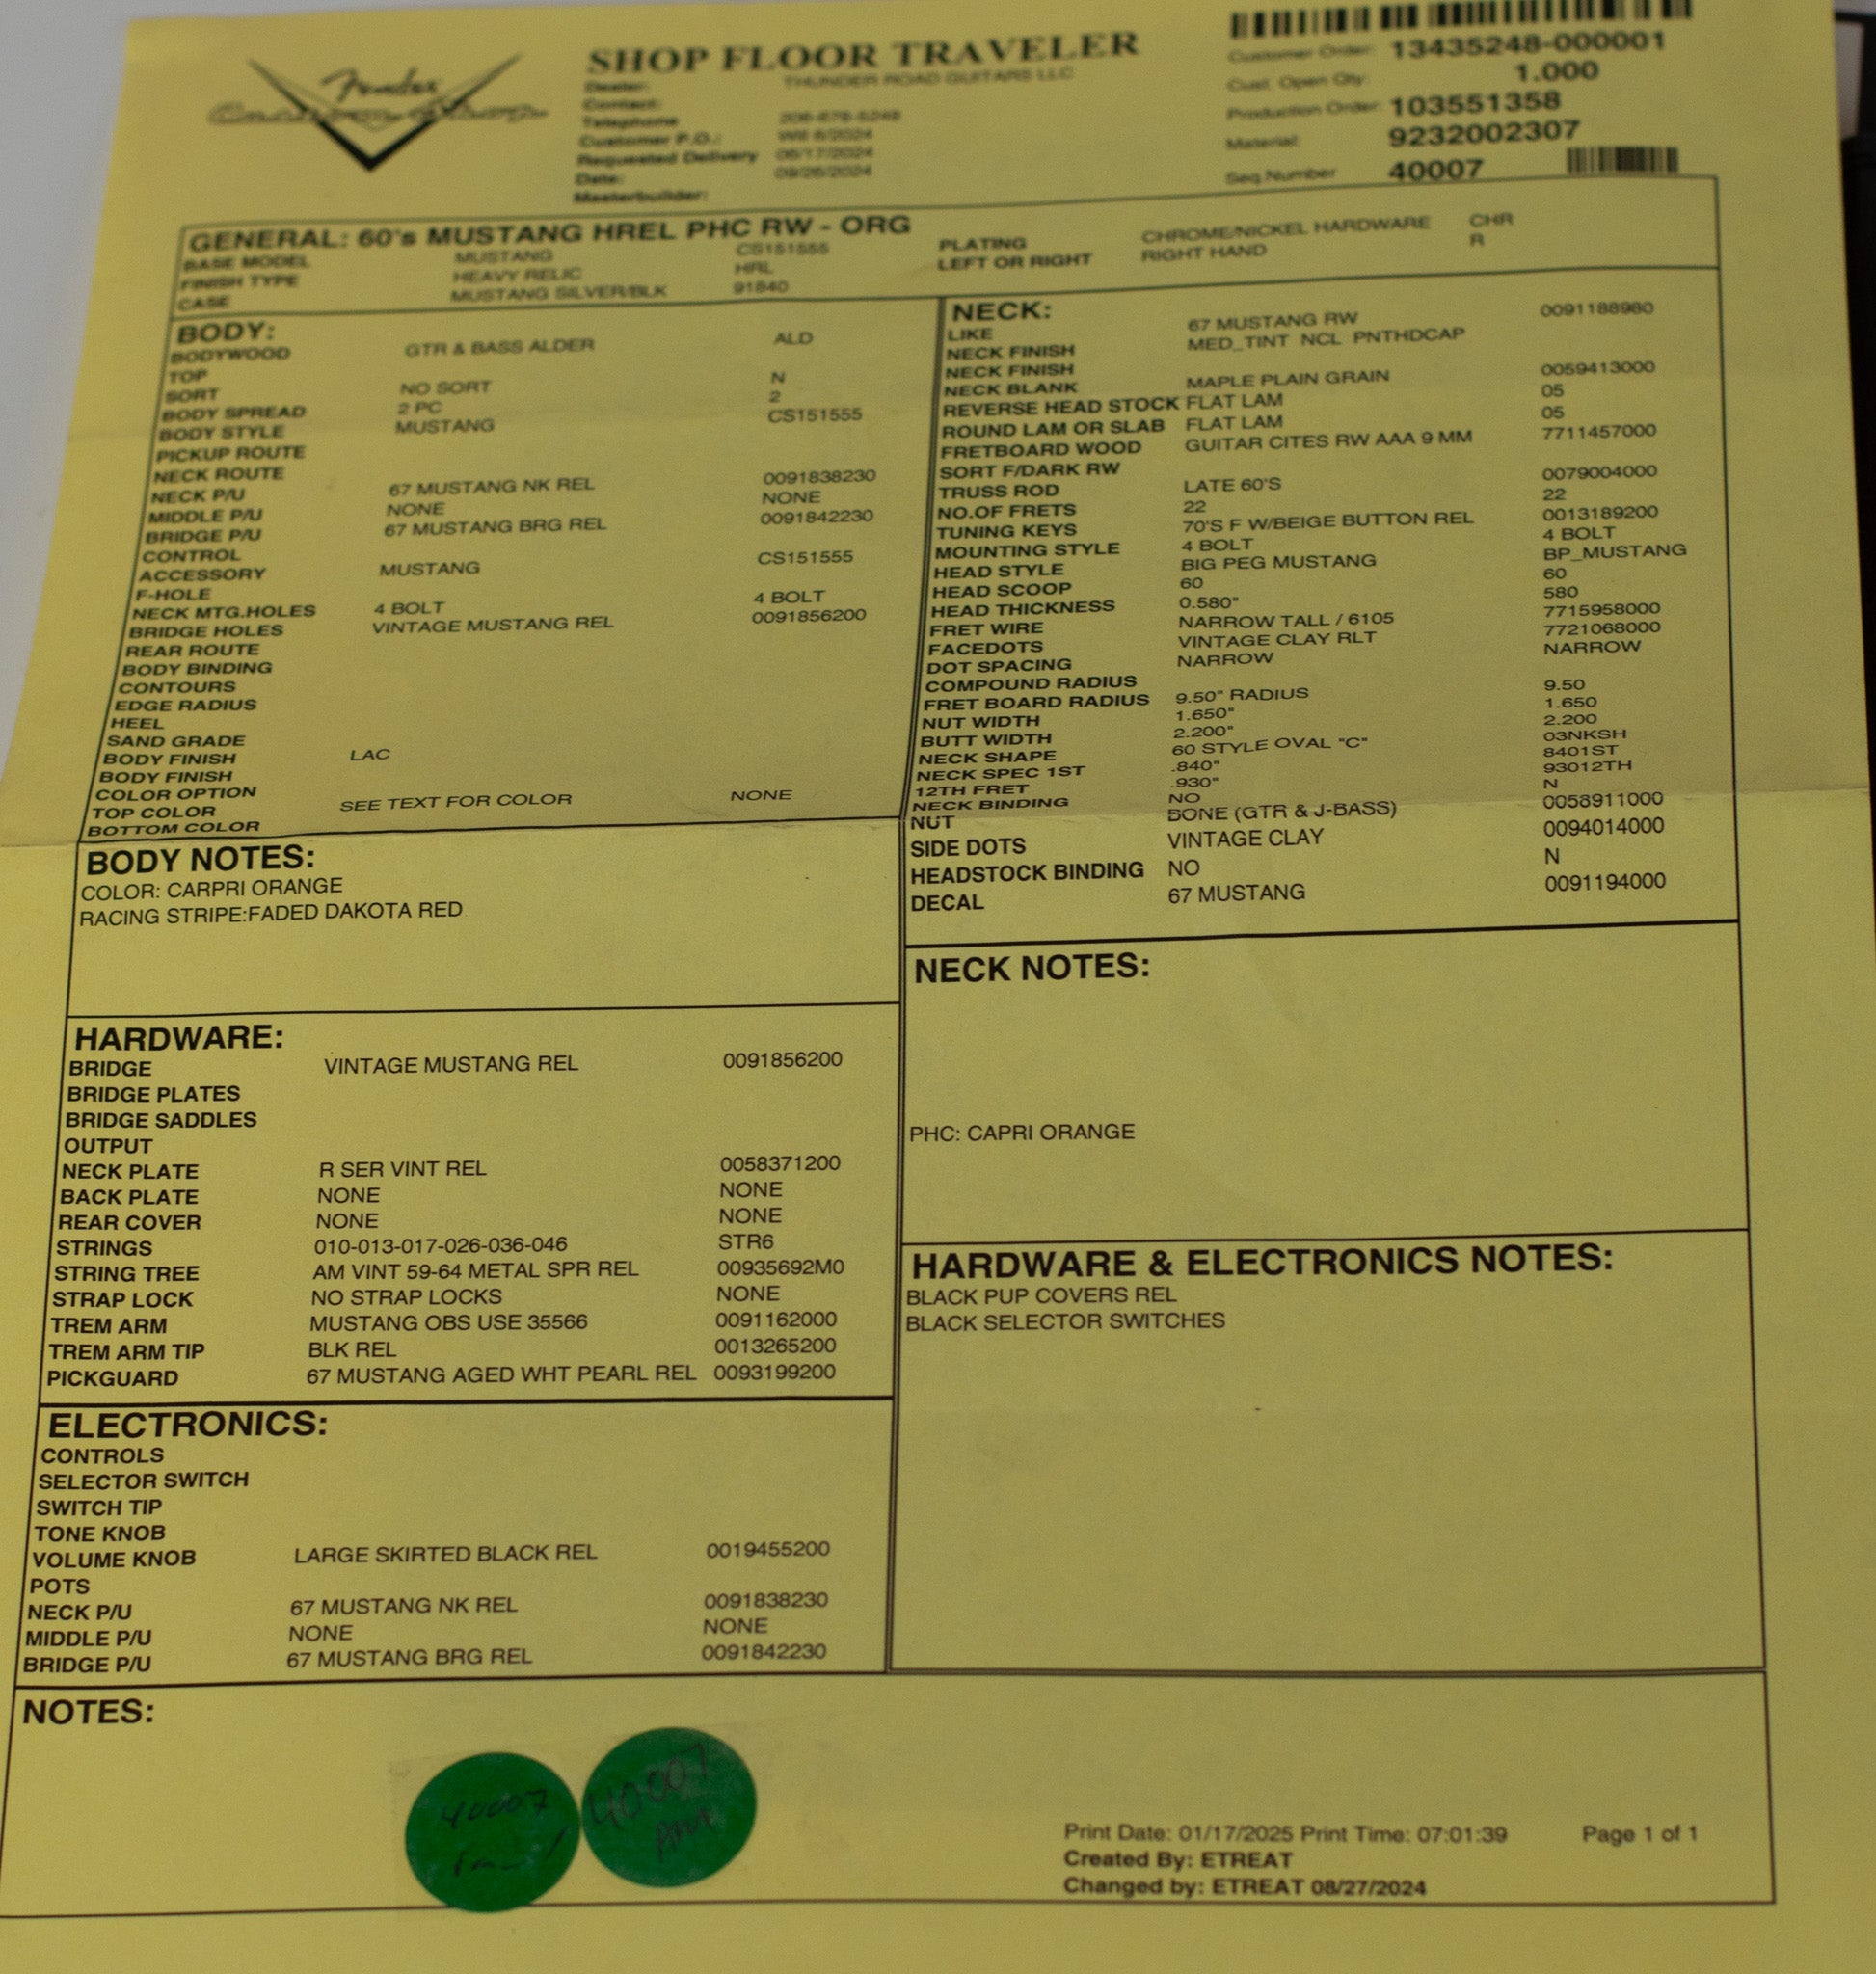 Fender
Custom Shop
SHOP FLOOR TRAVELER
THUNDER ROAD GUITARS LLC
Dealer:
Contact:
Telephone 206-678-5248
Customer P.O.: WII 6/2024
Requested Delivery 06/17/2024
Date: 09/26/2024
Masterbuilder:
Customer Order: 13435248-000001
Cust. Open Qty: 1.000
Production Order: 103551358
Material: 9232002307
Seq.Number 40007
GENERAL: 60's MUSTANG HREL PHC RW - ORG
BASE MODEL MUSTANG CS151555
FINISH TYPE HEAVY RELIC HRL
CASE MUSTANG SILVER/BLK 91840
PLATING CHROME/NICKEL HARDWARE CHR
LEFT OR RIGHT RIGHT HAND R
BODY:
BODYWOOD GTR & BASS ALDER ALD
TOP N
SORT NO SORT 2
BODY SPREAD 2 PC
BODY STYLE MUSTANG CS151555
PICKUP ROUTE
NECK ROUTE
NECK P/U 67 MUSTANG NK REL 0091838230
MIDDLE P/U NONE NONE
BRIDGE P/U 67 MUSTANG BRG REL 0091842230
CONTROL
ACCESSORY MUSTANG CS151555
F-HOLE
NECK MTG.HOLES 4 BOLT 4 BOLT
BRIDGE HOLES VINTAGE MUSTANG REL 0091856200
REAR ROUTE
BODY BINDING
CONTOURS
EDGE RADIUS
HEEL
SAND GRADE
BODY FINISH LAC
BODY FINISH
COLOR OPTION
TOP COLOR SEE TEXT FOR COLOR NONE
BOTTOM COLOR
NECK:
LIKE 67 MUSTANG RW 0091188980
NECK FINISH MED_TINT NCL PNTHDCAP
NECK FINISH
NECK BLANK MAPLE PLAIN GRAIN 0059413000
REVERSE HEAD STOCK FLAT LAM 05
ROUND LAM OR SLAB FLAT LAM 05
FRETBOARD WOOD GUITAR CITES RW AAA 9 MM 7711457000
SORT F/DARK RW
TRUSS ROD LATE 60'S 0079004000
NO.OF FRETS 22 22
TUNING KEYS 70'S F W/BEIGE BUTTON REL 0013189200
MOUNTING STYLE 4 BOLT 4 BOLT
HEAD STYLE BIG PEG MUSTANG BP_MUSTANG
HEAD SCOOP 60 60
HEAD THICKNESS 0.580" 580
FRET WIRE NARROW TALL / 6105 7715958000
FACEDOTS VINTAGE CLAY RLT 7721068000
DOT SPACING NARROW NARROW
COMPOUND RADIUS
FRET BOARD RADIUS 9.50" RADIUS 9.50
NUT WIDTH 1.650" 1.650
BUTT WIDTH 2.200" 2.200
NECK SHAPE 60 STYLE OVAL "C" 03NKSH
NECK SPEC 1ST .840" 8401ST
12TH FRET .930" 93012TH
NECK BINDING NO N
NUT BONE (GTR & J-BASS) 0058911000
SIDE DOTS VINTAGE CLAY 0094014000
HEADSTOCK BINDING NO N
DECAL 67 MUSTANG 0091194000
BODY NOTES:
COLOR: CARPRI ORANGE
RACING STRIPE:FADED DAKOTA RED
NECK NOTES:
PHC: CAPRI ORANGE
HARDWARE:
BRIDGE VINTAGE MUSTANG REL 0091856200
BRIDGE PLATES
BRIDGE SADDLES
OUTPUT
NECK PLATE R SER VINT REL 0058371200
BACK PLATE NONE NONE
REAR COVER NONE NONE
STRINGS 010-013-017-026-036-046 STR6
STRING TREE AM VINT 59-64 METAL SPR REL 00935692M0
STRAP LOCK NO STRAP LOCKS NONE
TREM ARM MUSTANG OBS USE 35566 0091162000
TREM ARM TIP BLK REL 0013265200
PICKGUARD 67 MUSTANG AGED WHT PEARL REL 0093199200
HARDWARE & ELECTRONICS NOTES:
BLACK PUP COVERS REL
BLACK SELECTOR SWITCHES
ELECTRONICS:
CONTROLS
SELECTOR SWITCH
SWITCH TIP
TONE KNOB
VOLUME KNOB LARGE SKIRTED BLACK REL 0019455200
POTS
NECK P/U 67 MUSTANG NK REL 0091838230
MIDDLE P/U NONE NONE
BRIDGE P/U 67 MUSTANG BRG REL 0091842230
NOTES:
40007
40007
Print Date: 01/17/2025 Print Time: 07:01:39 Page 1 of 1
Created By: ETREAT
Changed by: ETREAT 08/27/2024